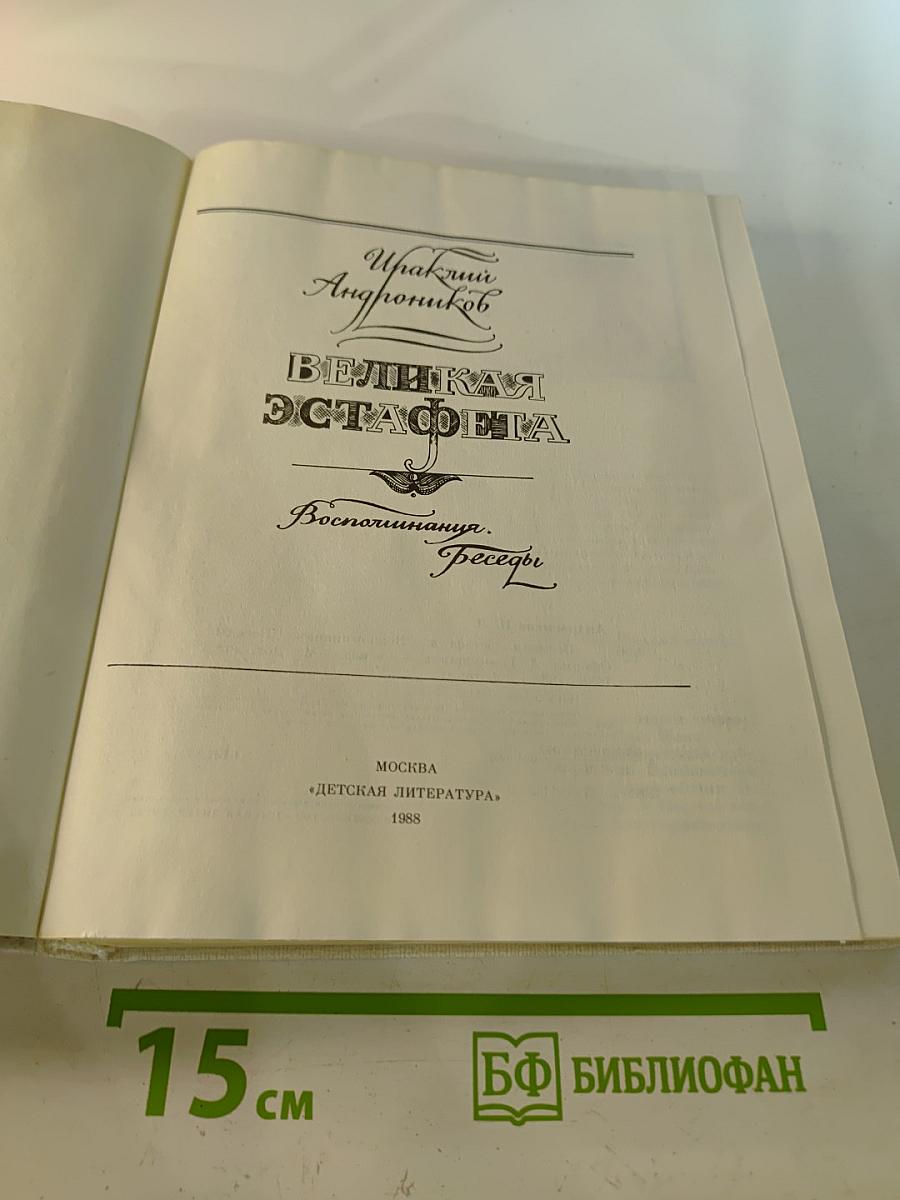 Ираклий
Андроников
ВЕЛИКАЯ
ЭСТАФЕТА
Воспоминания.
Беседы
МОСКВА
«ДЕТСКАЯ ЛИТЕРАТУРА»
1988
15 см
БФ БИБЛИОФАН